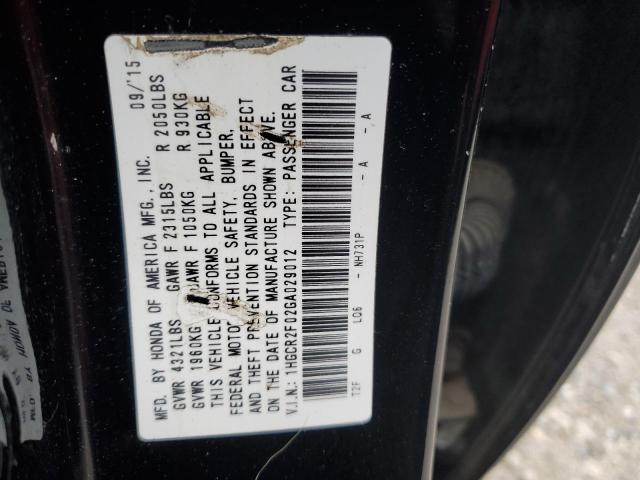 MFD. BY HONDA OF AMERICA MFG., INC. 09/'15
GVWR 4321LBS GAWR F 2315LBS R 2050LBS
GVWR 1960KG GAWR F 1050KG R 930KG
THIS VEHICLE CONFORMS TO ALL APPLICABLE
FEDERAL MOTOR VEHICLE SAFETY, BUMPER,
AND THEFT PREVENTION STANDARDS IN EFFECT
ON THE DATE OF MANUFACTURE SHOWN ABOVE.
V.I.N.: 1HGCR2F02GA029012 TYPE: PASSENGER CAR
T2F G L06 - NH731P - A - ,A